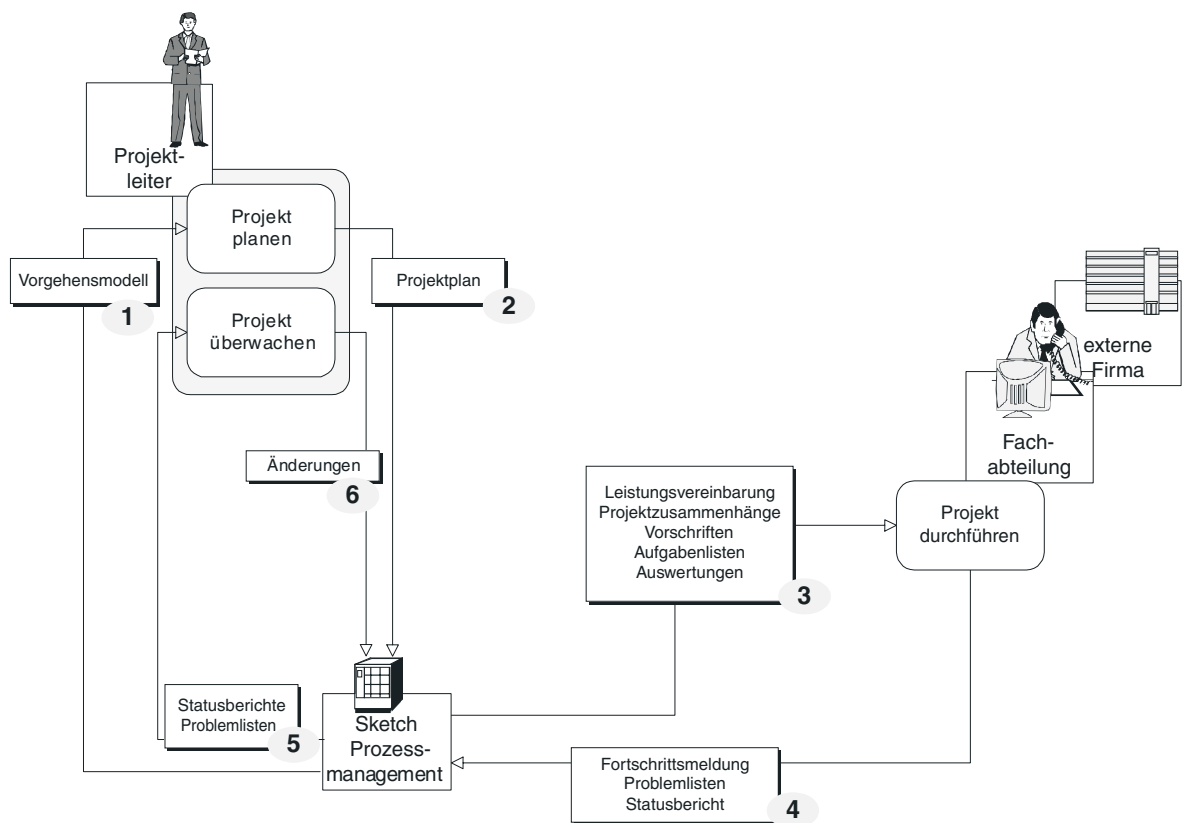 Projekt-
leiter
Projekt
planen
Vorgehensmodell
1
Projektplan
2
Projekt
überwachen
externe
Firma
Fach-
abteilung
Änderungen
6
Leistungsvereinbarung
Projektzusammenhänge
Vorschriften
Aufgabenlisten
Auswertungen
3
Projekt
durchführen
Statusberichte
Problemlisten
5
Sketch
Prozess-
management
Fortschrittsmeldung
Problemlisten
Statusbericht
4